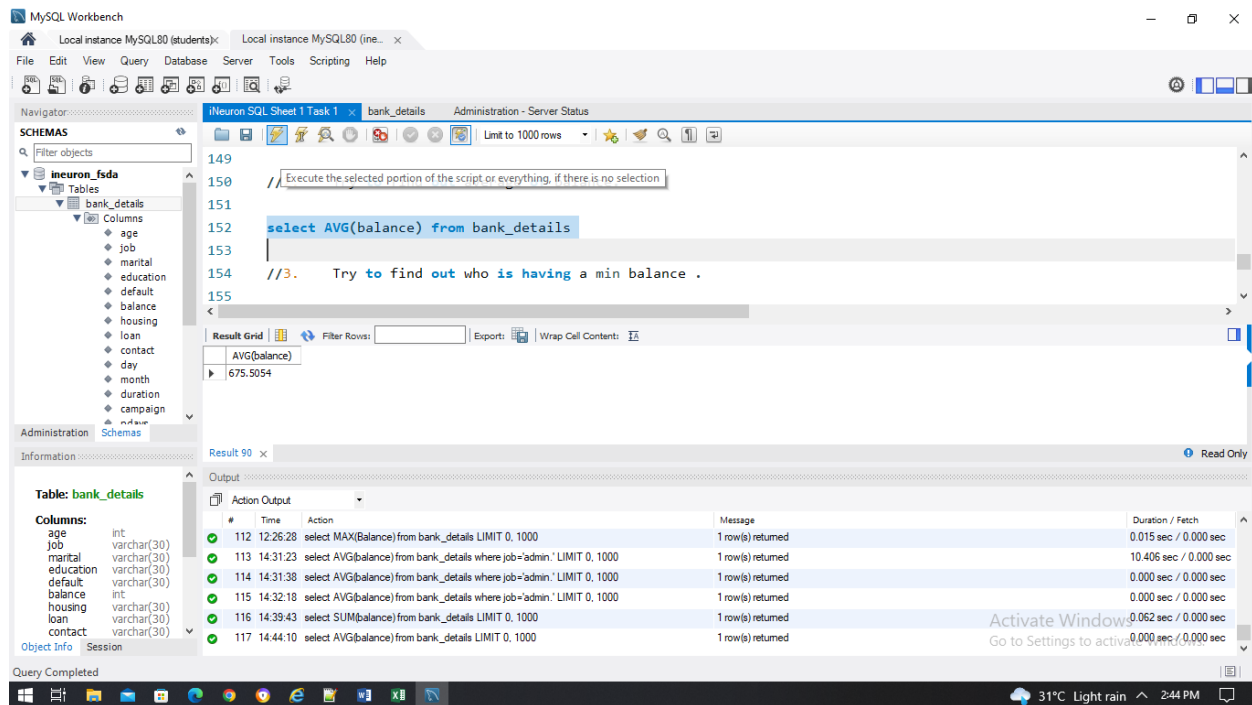 MySQL Workbench
Local instance MySQL80 (students)×
Local instance MySQL80 (ine... ×
File Edit View Query Database Server Tools Scripting Help
Navigator
SCHEMAS
Filter objects
ineuron_fsda
Tables
bank_details
Columns
age
job
marital
education
default
balance
housing
loan
contact
day
month
duration
campaign
Administration Schemas
Information
Table: bank_details
Columns:
age int
job varchar(30)
marital varchar(30)
education varchar(30)
default varchar(30)
balance int
housing varchar(30)
loan varchar(30)
contact varchar(30)
Object Info Session
iNeuron SQL Sheet 1 Task 1 × bank_details Administration - Server Status
Limit to 1000 rows
149
150 //
Execute the selected portion of the script or everything, if there is no selection
151
152 select AVG(balance) from bank_details
153
154 //3. Try to find out who is having a min balance .
155
Result Grid Filter Rows: Export: Wrap Cell Content:
AVG(balance)
675.5054
Result 90 × Read Only
Output
Action Output
# Time Action Message Duration / Fetch
112 12:26:28 select MAX(Balance) from bank_details LIMIT 0, 1000 1 row(s) returned 0.015 sec / 0.000 sec
113 14:31:23 select AVG(balance) from bank_details where job='admin.' LIMIT 0, 1000 1 row(s) returned 10.406 sec / 0.000 sec
114 14:31:38 select AVG(balance) from bank_details where job='admin.' LIMIT 0, 1000 1 row(s) returned 0.000 sec / 0.000 sec
115 14:32:18 select AVG(balance) from bank_details where job='admin.' LIMIT 0, 1000 1 row(s) returned 0.000 sec / 0.000 sec
116 14:39:43 select SUM(balance) from bank_details LIMIT 0, 1000 1 row(s) returned 0.062 sec / 0.000 sec
117 14:44:10 select AVG(balance) from bank_details LIMIT 0, 1000 1 row(s) returned 0.000 sec / 0.000 sec
Activate Windows
Go to Settings to activate Windows.
Query Completed
31°C Light rain 2:44 PM